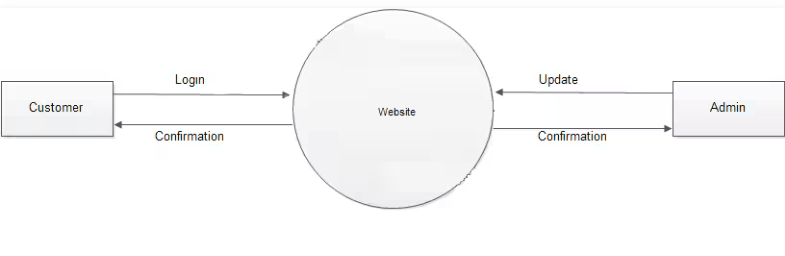 Login
Update
Customer
Website
Admin
Confirmation
Confirmation